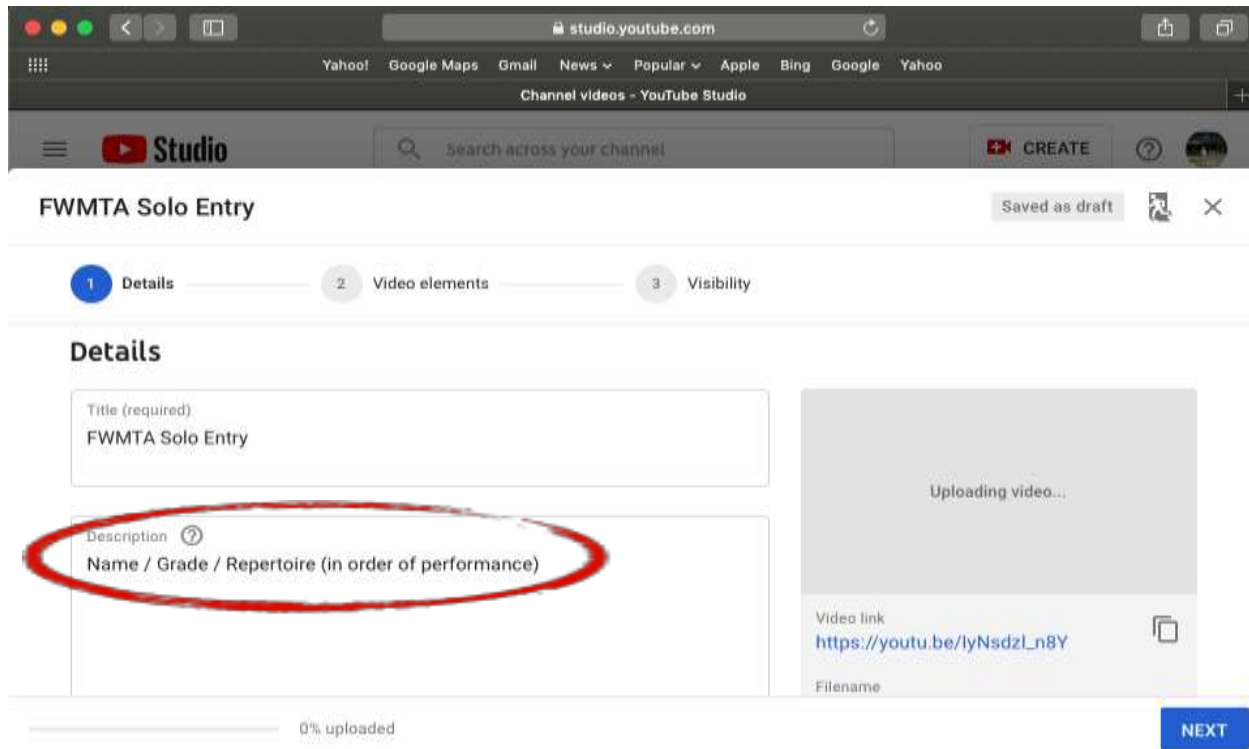 studio.youtube.com
Yahoo! Google Maps Gmail News Popular Apple Bing Google Yahoo
Channel videos - YouTube Studio
Studio
Search across your channel
CREATE
FWMTA Solo Entry
Saved as draft
1 Details
2 Video elements
3 Visibility
Details
Title (required)
FWMTA Solo Entry
Uploading video...
Description
Name / Grade / Repertoire (in order of performance)
Video link
https://youtu.be/lyNsdzl_n8Y
Filename
0% uploaded
NEXT